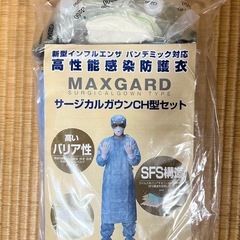 新型インフルエンザ パンデミック対応
高性能感染防護衣
MAXGARD
SURGICALGOWN TYPE
サージカルガウンCH型セット
高い
バリア性
SFS構造